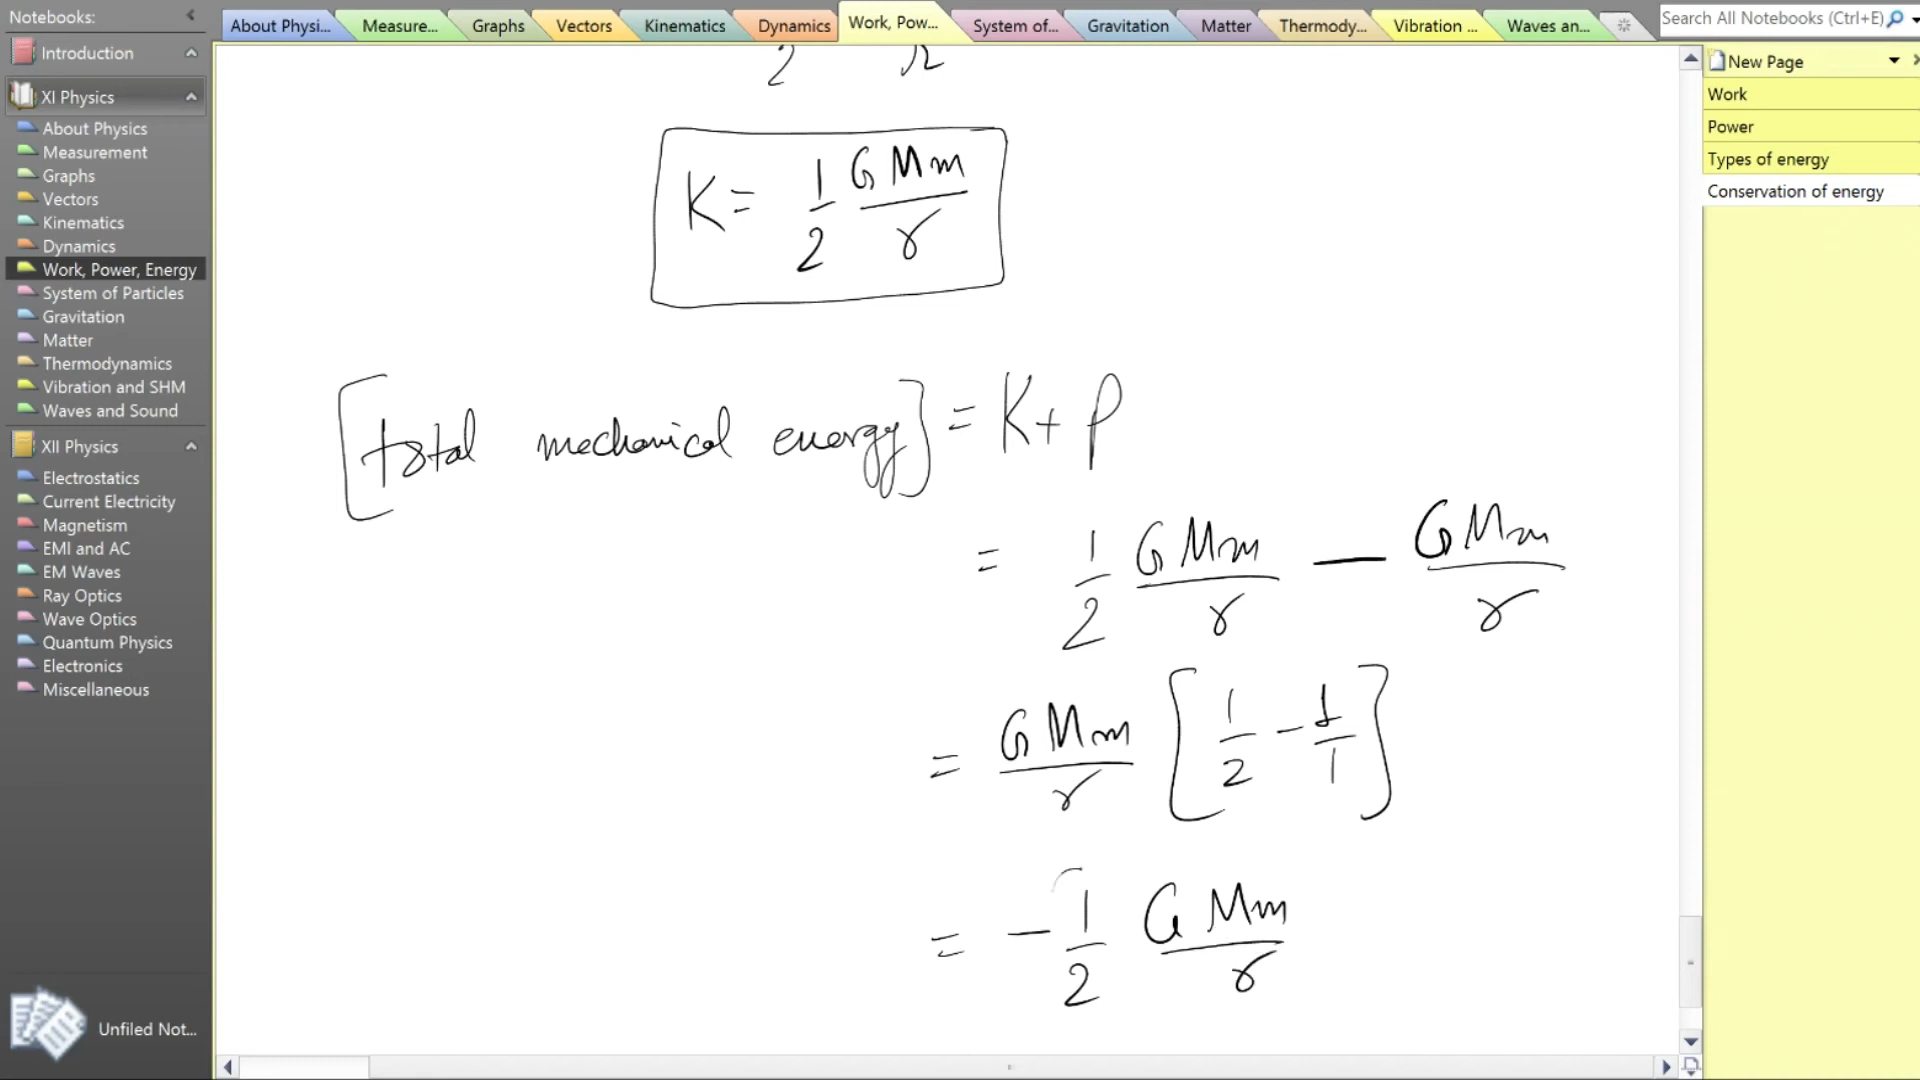 Notebooks:
Introduction
XI Physics
About Physics
Measurement
Graphs
Vectors
Kinematics
Dynamics
Work, Power, Energy
System of Particles
Gravitation
Matter
Thermodynamics
Vibration and SHM
Waves and Sound
XII Physics
Electrostatics
Current Electricity
Magnetism
EMI and AC
EM Waves
Ray Optics
Wave Optics
Quantum Physics
Electronics
Miscellaneous
Unfiled Not...
About Physi... Measure... Graphs Vectors Kinematics Dynamics Work, Pow... System of... Gravitation Matter Thermody... Vibration ... Waves an...
Search All Notebooks (Ctrl+E)
2 r
K = 1/2 GMm/r
[total mechanical energy] = K + P
= 1/2 GMm/r − GMm/r
= GMm/r [1/2 − 1/1]
= − 1/2 GMm/r
New Page
Work
Power
Types of energy
Conservation of energy